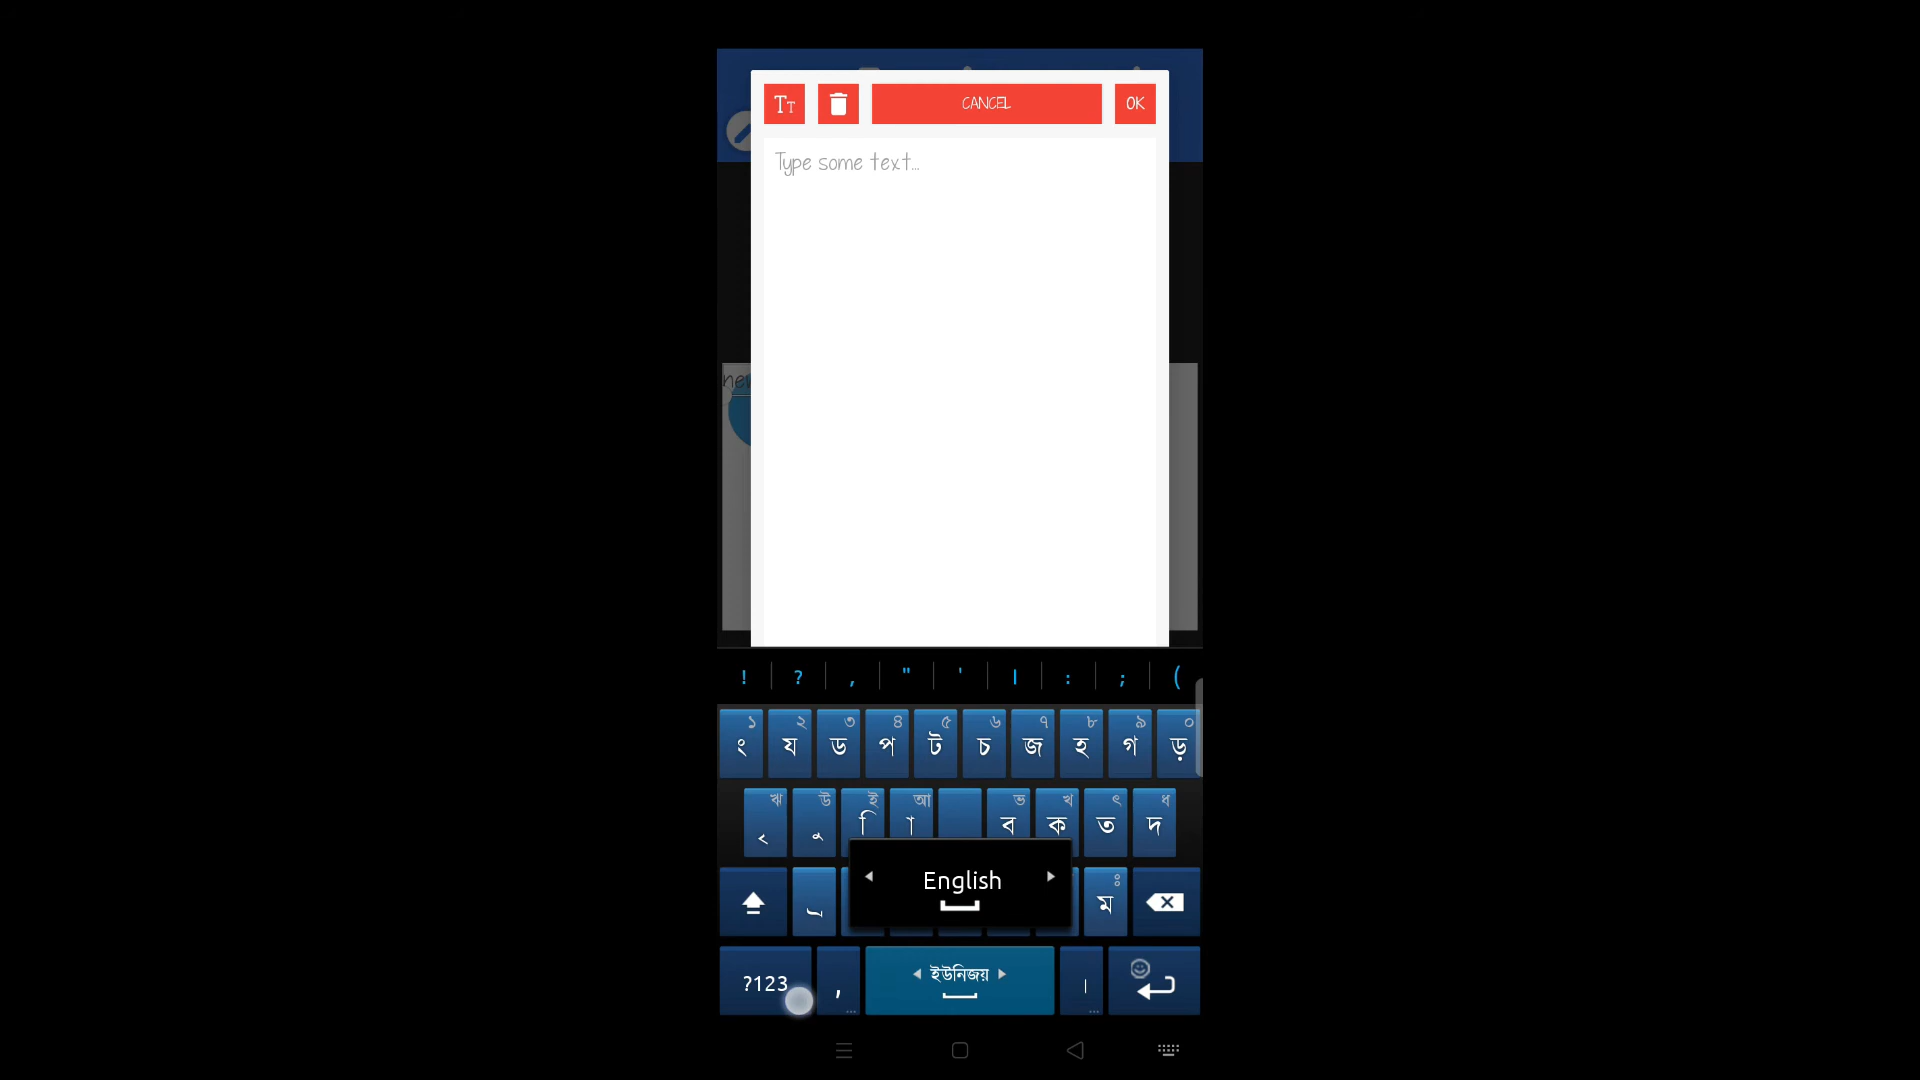 Tт CANCEL OK
Type some text...
! ? , " ' | : ; (
১ ২ ৩ ৪ ৫ ৬ ৭ ৮ ৯ ০
ং য ড প ট চ জ হ গ ড়
ঋ উ ই আ ভ খ ৎ ধ
ৃ ু ি া ব ক ত দ
English
ঃ
ম
?123 , ইউনিজয় ।